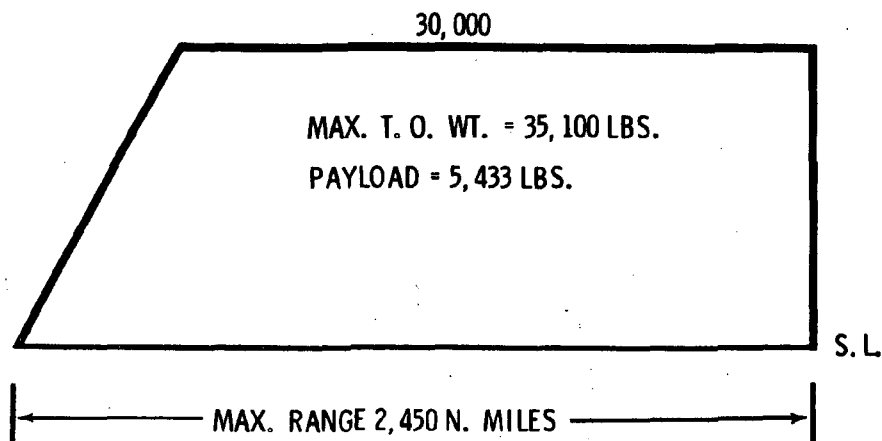 30,000
MAX. T.O. WT. = 35,100 LBS.
PAYLOAD = 5,433 LBS.
S.L.
MAX. RANGE 2,450 N. MILES